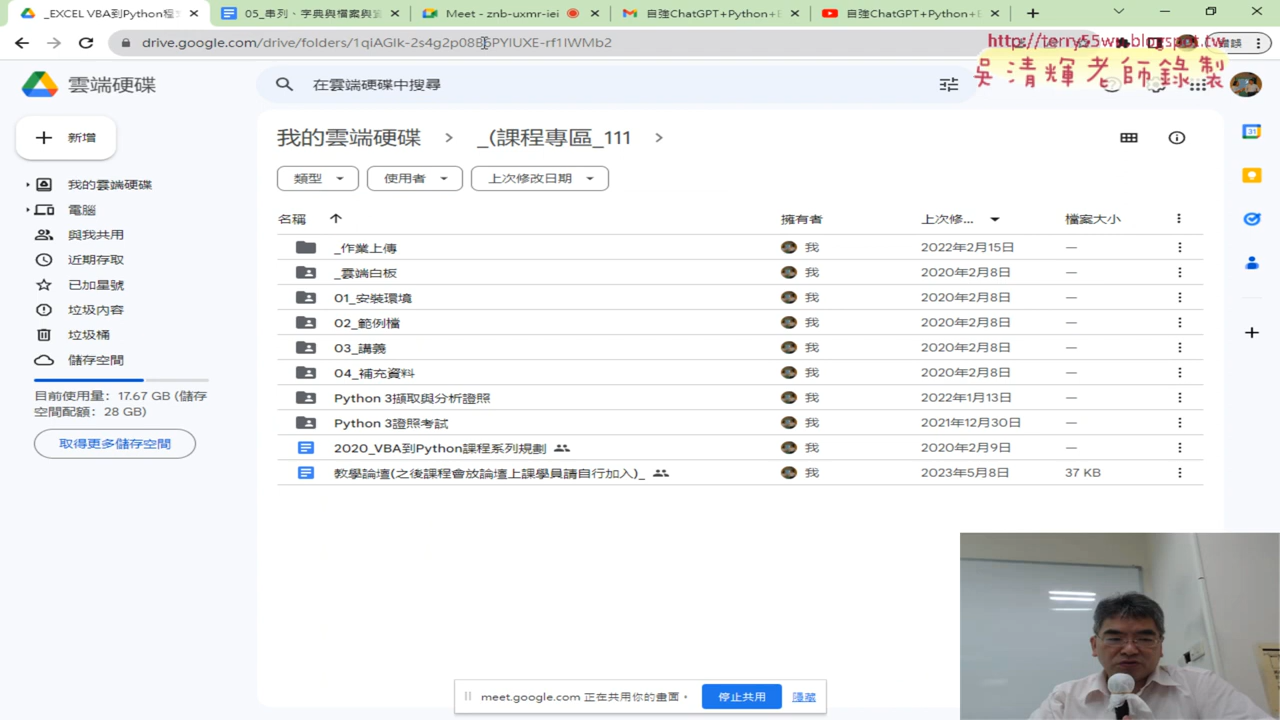 _EXCEL VBA到Python程
05_串列、字典與檔案與資
Meet - znb-uxmr-iei
自強ChatGPT+Python+E
自強ChatGPT+Python+E
drive.google.com/drive/folders/1qiAGIk-2s4g2p08B6PYIUXE-rf1IWMb2
http://terry55wu.blogspot.tw
吳清輝老師錄製
雲端硬碟
在雲端硬碟中搜尋
新增
我的雲端硬碟
電腦
與我共用
近期存取
已加星號
垃圾內容
垃圾桶
儲存空間
目前使用量： 17.67 GB (儲存
空間配額： 28 GB)
取得更多儲存空間
我的雲端硬碟 > _(課程專區_111 >
類型 使用者 上次修改日期
名稱 擁有者 上次修... 檔案大小
_作業上傳 我 2022年2月15日 —
_雲端白板 我 2020年2月8日 —
01_安裝環境 我 2020年2月8日 —
02_範例檔 我 2020年2月8日 —
03_講義 我 2020年2月8日 —
04_補充資料 我 2020年2月8日 —
Python 3擷取與分析證照 我 2022年1月13日 —
Python 3證照考試 我 2021年12月30日 —
2020_VBA到Python課程系列規劃 我 2020年2月9日 —
教學論壇(之後課程會放論壇上課學員請自行加入)_ 我 2023年5月8日 37 KB
31
meet.google.com 正在共用你的畫面。 停止共用 隱藏